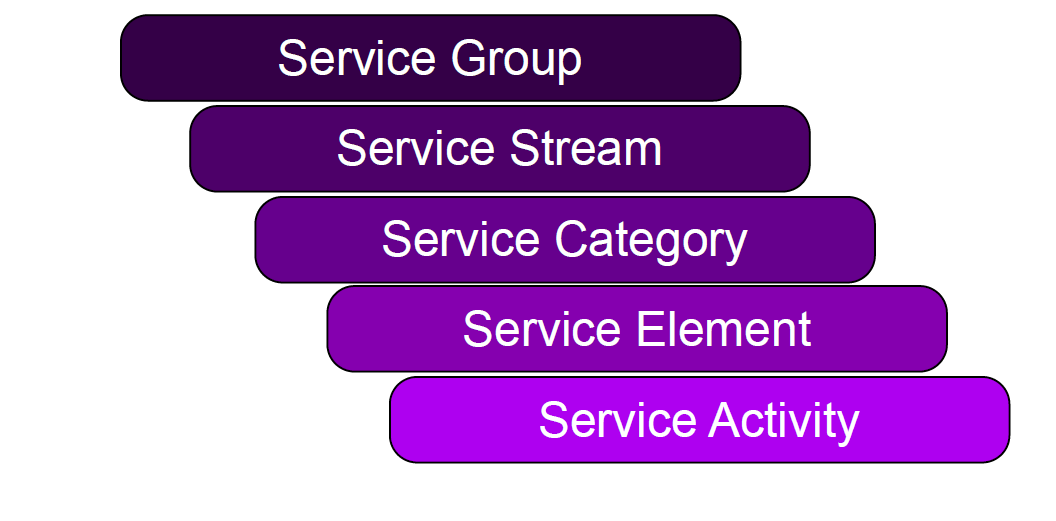 Service Group
Service Stream
Service Category
Service Element
Service Activity